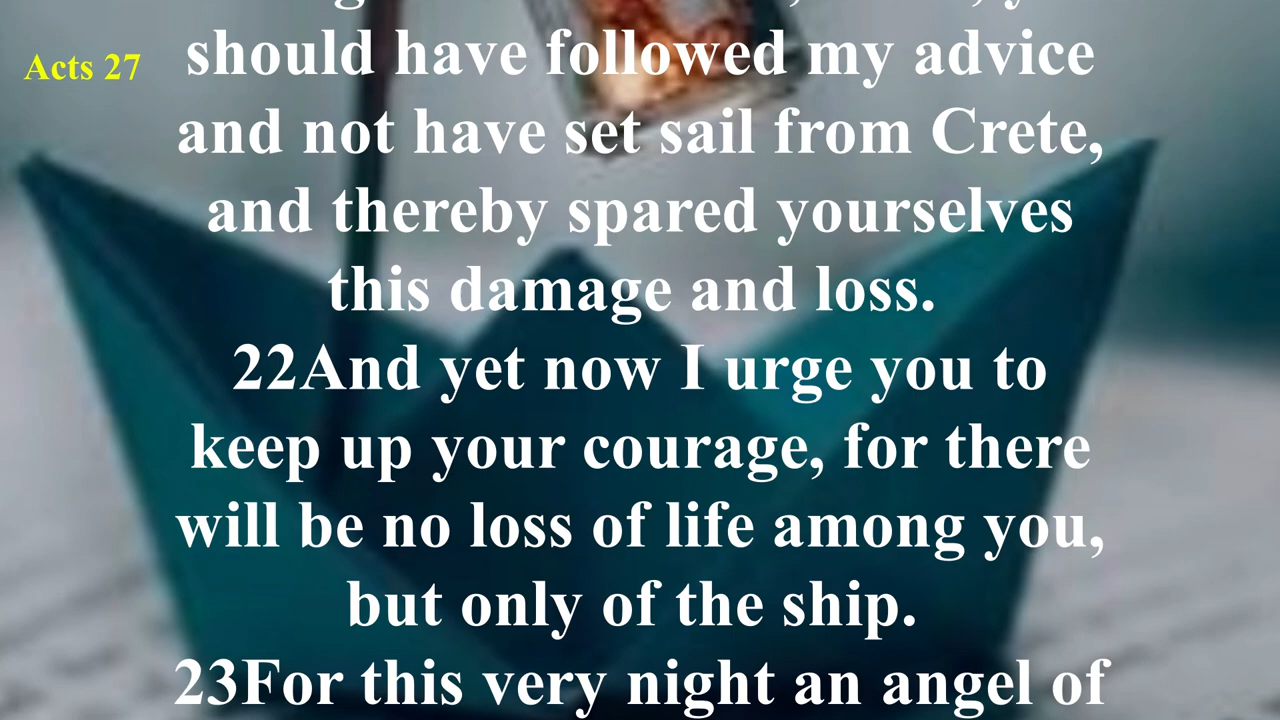 Acts 27
should have followed my advice
and not have set sail from Crete,
and thereby spared yourselves
this damage and loss.
22And yet now I urge you to
keep up your courage, for there
will be no loss of life among you,
but only of the ship.
23For this very night an angel of